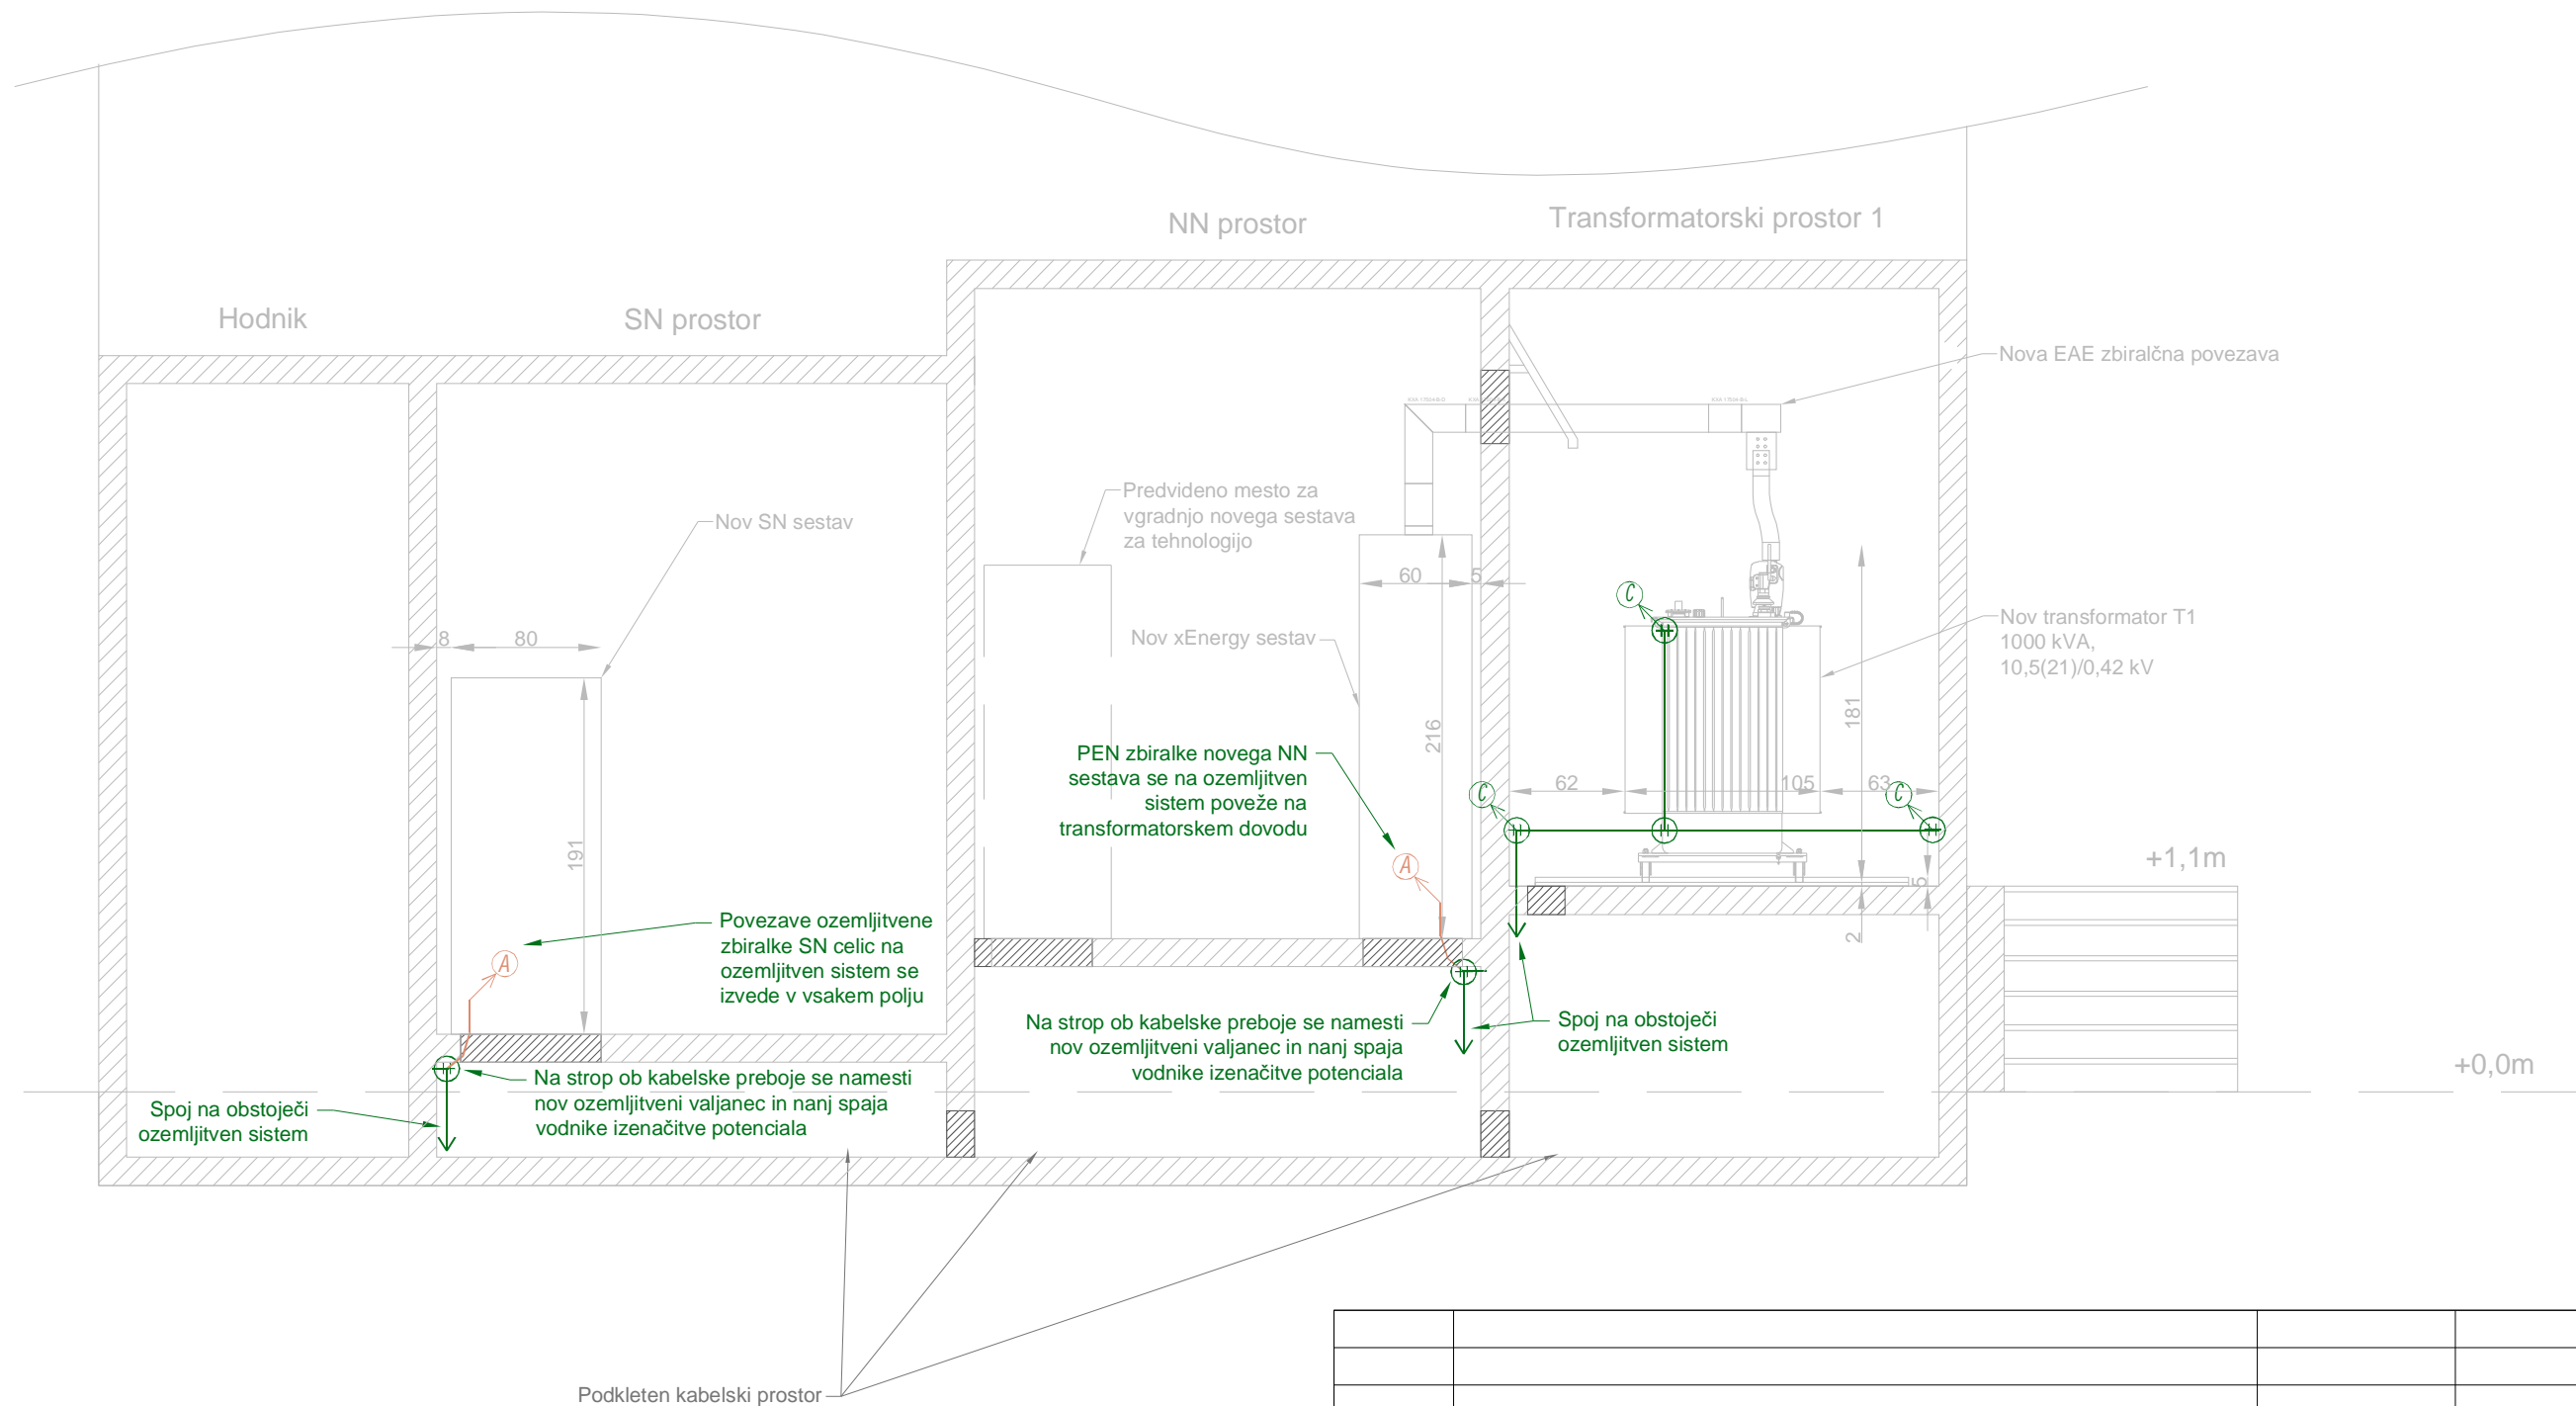 NN prostor
Transformatorski prostor 1
Hodnik
SN prostor
Nova EAE zbiralčna povezava
Predvideno mesto za
vgradnjo novega sestava
za tehnologijo
Nov SN sestav
60
5
C
Nov transformator T1
1000 kVA,
10,5(21)/0,42 kV
8
80
Nov xEnergy sestav
216
181
PEN zbiralke novega NN
sestava se na ozemljitven
sistem poveže na
transformatorskem dovodu
62
105
63
C
C
191
A
+1,1m
5
2
Povezave ozemljitvene
zbiralke SN celic na
ozemljitven sistem se
izvede v vsakem polju
A
Na strop ob kabelske preboje se namesti
nov ozemljitveni valjanec in nanj spaja
vodnike izenačitve potenciala
Spoj na obstoječi
ozemljitven sistem
+0,0m
Na strop ob kabelske preboje se namesti
nov ozemljitveni valjanec in nanj spaja
vodnike izenačitve potenciala
Spoj na obstoječi
ozemljitven sistem
Podkleten kabelski prostor